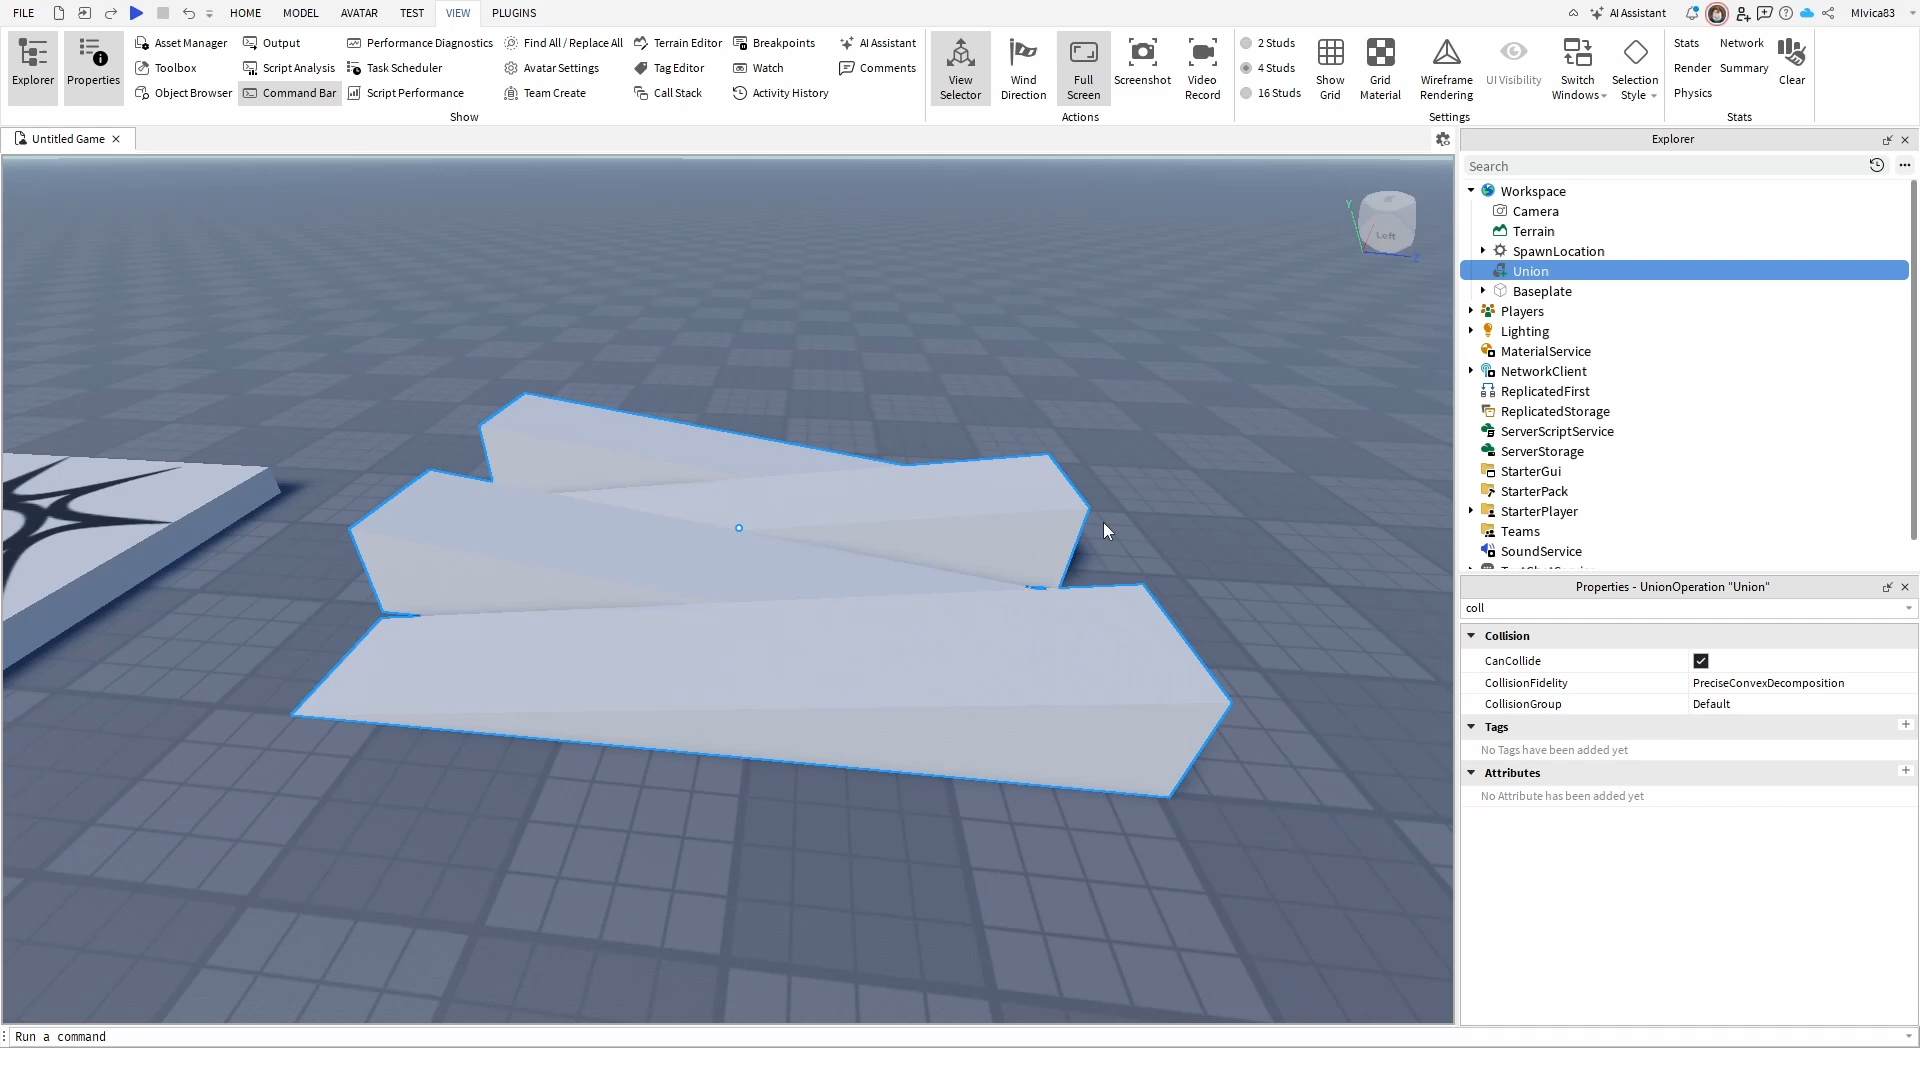 FILE HOME MODEL AVATAR TEST VIEW PLUGINS AI Assistant MIvica83
Explorer
Properties
Asset Manager
Toolbox
Object Browser
Output
Script Analysis
Command Bar
Performance Diagnostics
Task Scheduler
Script Performance
Find All / Replace All
Avatar Settings
Team Create
Terrain Editor
Tag Editor
Call Stack
Breakpoints
Watch
Activity History
AI Assistant
Comments
Show
View
Selector
Wind
Direction
Full
Screen
Screenshot
Video
Record
Actions
2 Studs
4 Studs
16 Studs
Show
Grid
Grid
Material
Wireframe
Rendering
UI Visibility
Switch
Windows
Selection
Style
Settings
Stats Network
Render Summary
Physics
Clear
Stats
Untitled Game
Y
Left
Z
Explorer
Search
Workspace
Camera
Terrain
SpawnLocation
Union
Baseplate
Players
Lighting
MaterialService
NetworkClient
ReplicatedFirst
ReplicatedStorage
ServerScriptService
ServerStorage
StarterGui
StarterPack
StarterPlayer
Teams
SoundService
Properties - UnionOperation "Union"
coll
Collision
CanCollide
CollisionFidelity PreciseConvexDecomposition
CollisionGroup Default
Tags
No Tags have been added yet
Attributes
No Attribute has been added yet
Run a command